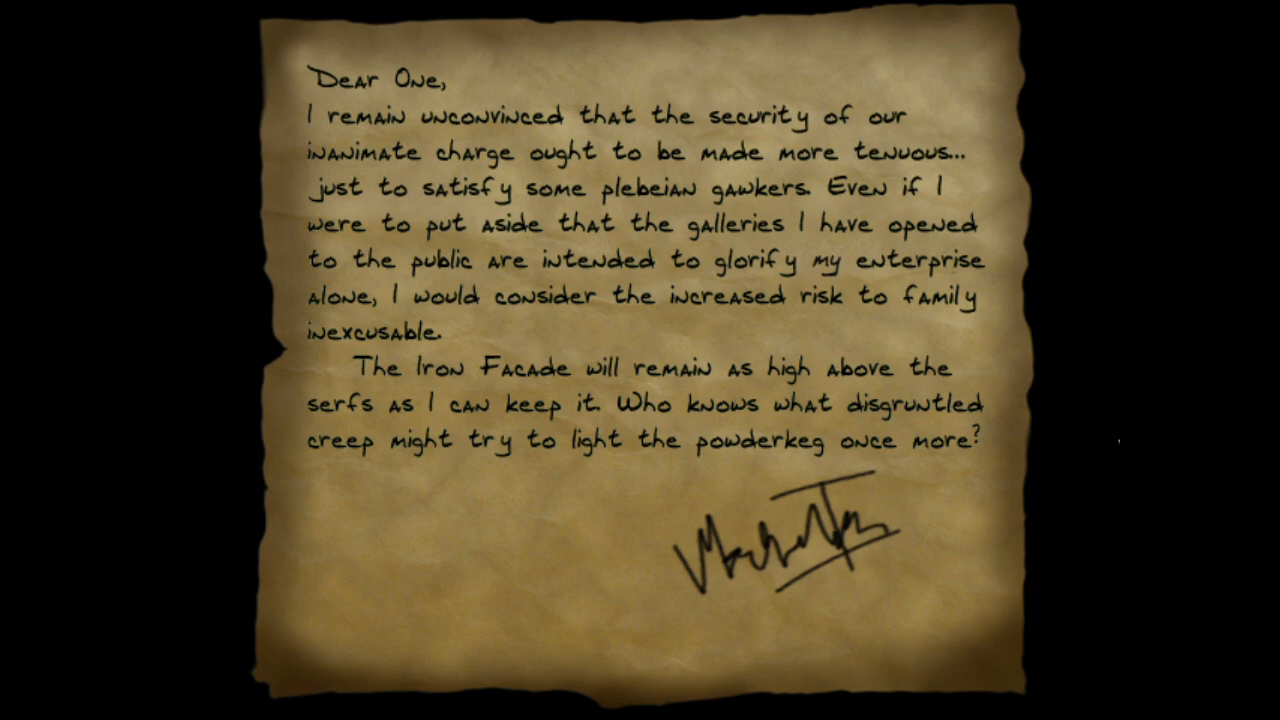 Dear One,
I remain unconvinced that the security of our
inanimate charge ought to be made more tenuous...
just to satisfy some plebeian gawkers. Even if I
were to put aside that the galleries I have opened
to the public are intended to glorify my enterprise
alone, I would consider the increased risk to family
inexcusable.
The Iron Facade will remain as high above the
serfs as I can keep it. Who knows what disgruntled
creep might try to light the powderkeg once more?